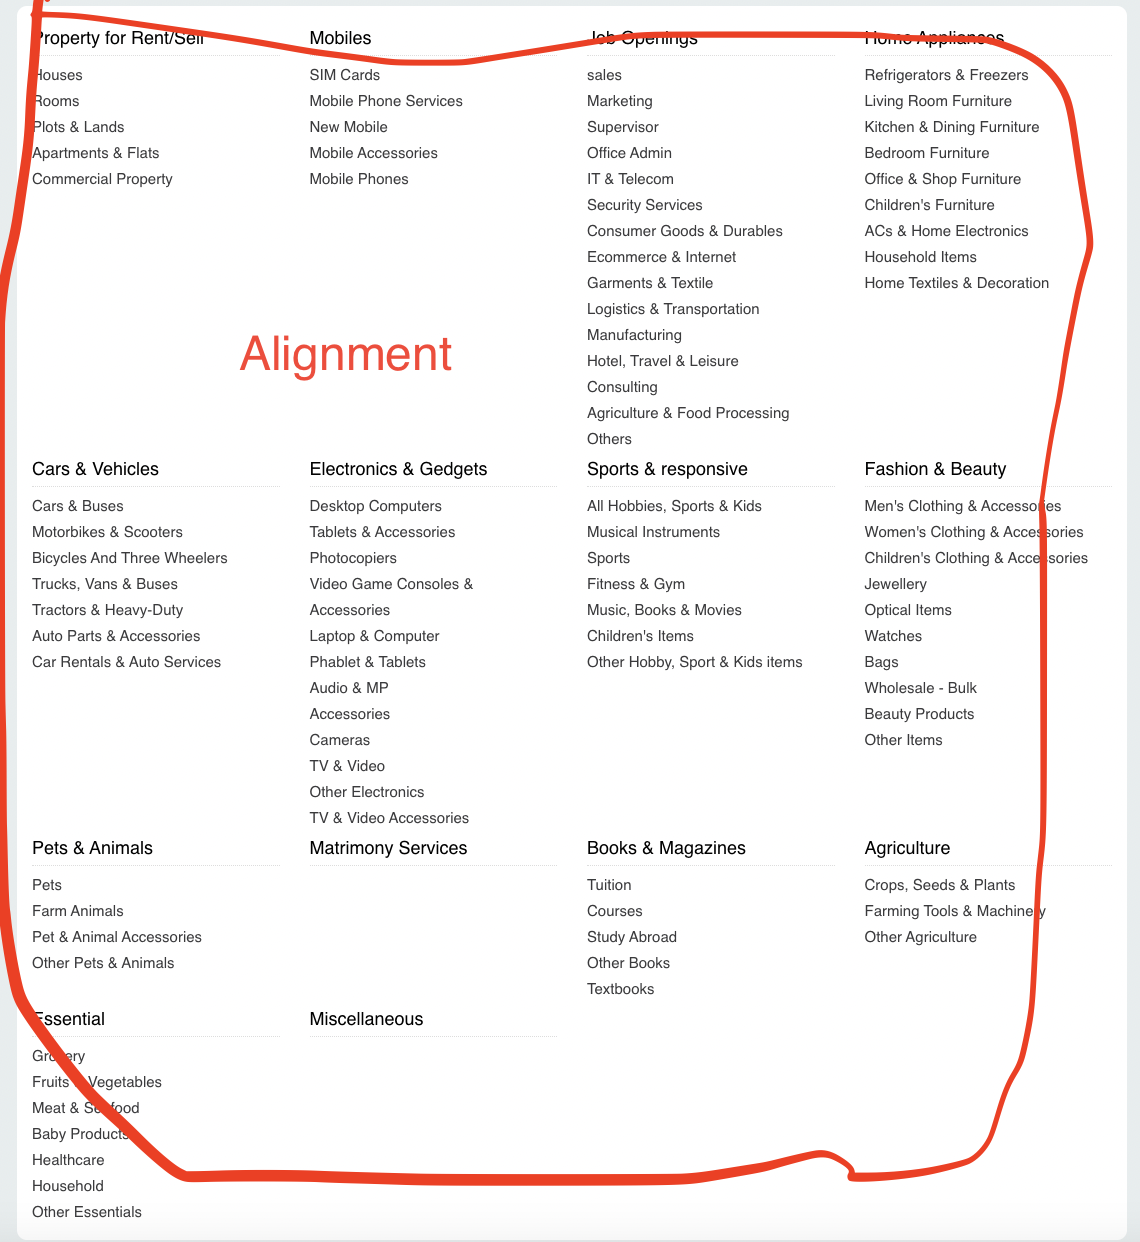 Property for Rent/Sell
Houses
Rooms
Plots & Lands
Apartments & Flats
Commercial Property
Mobiles
SIM Cards
Mobile Phone Services
New Mobile
Mobile Accessories
Mobile Phones
Job Openings
sales
Marketing
Supervisor
Office Admin
IT & Telecom
Security Services
Consumer Goods & Durables
Ecommerce & Internet
Garments & Textile
Logistics & Transportation
Manufacturing
Hotel, Travel & Leisure
Consulting
Agriculture & Food Processing
Others
Home Appliances
Refrigerators & Freezers
Living Room Furniture
Kitchen & Dining Furniture
Bedroom Furniture
Office & Shop Furniture
Children's Furniture
ACs & Home Electronics
Household Items
Home Textiles & Decoration
Alignment
Cars & Vehicles
Cars & Buses
Motorbikes & Scooters
Bicycles And Three Wheelers
Trucks, Vans & Buses
Tractors & Heavy-Duty
Auto Parts & Accessories
Car Rentals & Auto Services
Electronics & Gedgets
Desktop Computers
Tablets & Accessories
Photocopiers
Video Game Consoles &
Accessories
Laptop & Computer
Phablet & Tablets
Audio & MP
Accessories
Cameras
TV & Video
Other Electronics
TV & Video Accessories
Sports & responsive
All Hobbies, Sports & Kids
Musical Instruments
Sports
Fitness & Gym
Music, Books & Movies
Children's Items
Other Hobby, Sport & Kids items
Fashion & Beauty
Men's Clothing & Accessories
Women's Clothing & Accessories
Children's Clothing & Accessories
Jewellery
Optical Items
Watches
Bags
Wholesale - Bulk
Beauty Products
Other Items
Pets & Animals
Pets
Farm Animals
Pet & Animal Accessories
Other Pets & Animals
Matrimony Services
Books & Magazines
Tuition
Courses
Study Abroad
Other Books
Textbooks
Agriculture
Crops, Seeds & Plants
Farming Tools & Machinery
Other Agriculture
Essential
Grocery
Fruits & Vegetables
Meat & Seafood
Baby Products
Healthcare
Household
Other Essentials
Miscellaneous